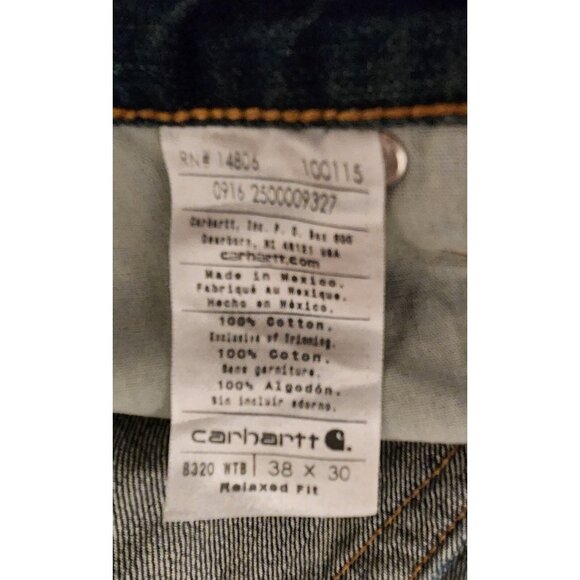 RN# 14806 100115
0916 2500009327
Carhartt, Inc. P. O. Box 600
Dearborn, MI 48121 USA
carhartt.com
Made in Mexico.
Fabriqué au Mexique.
Hecho en México.
100% Cotton.
Exclusive of Trimming.
100% Coton.
Sans garniture.
100% Algodón.
Sin incluir adorno.
carhartt
B320 WTB 38 X 30
Relaxed Fit